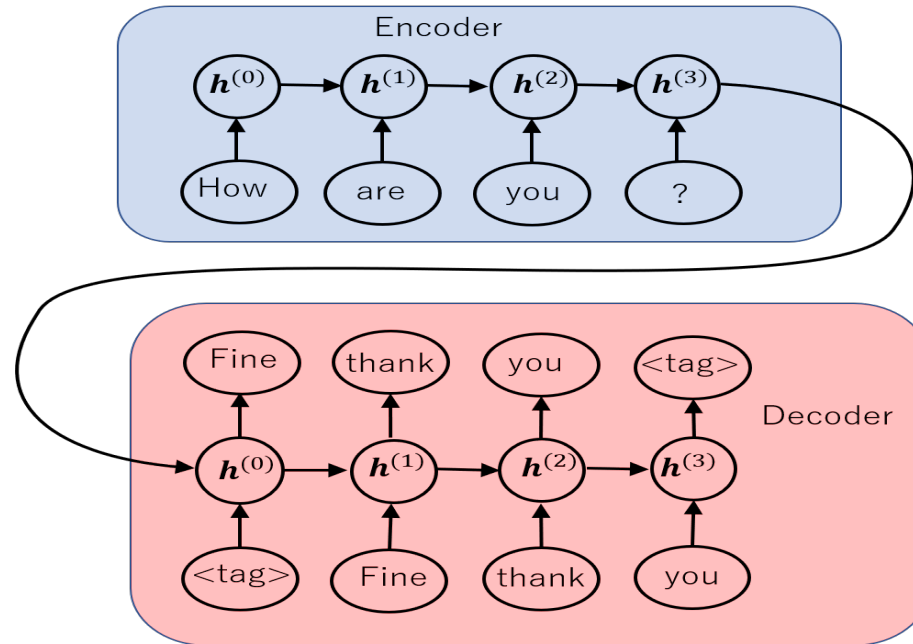 Encoder
h(0) h(1) h(2) h(3)
How are you ?
Fine thank you <tag>
Decoder
h(0) h(1) h(2) h(3)
<tag> Fine thank you